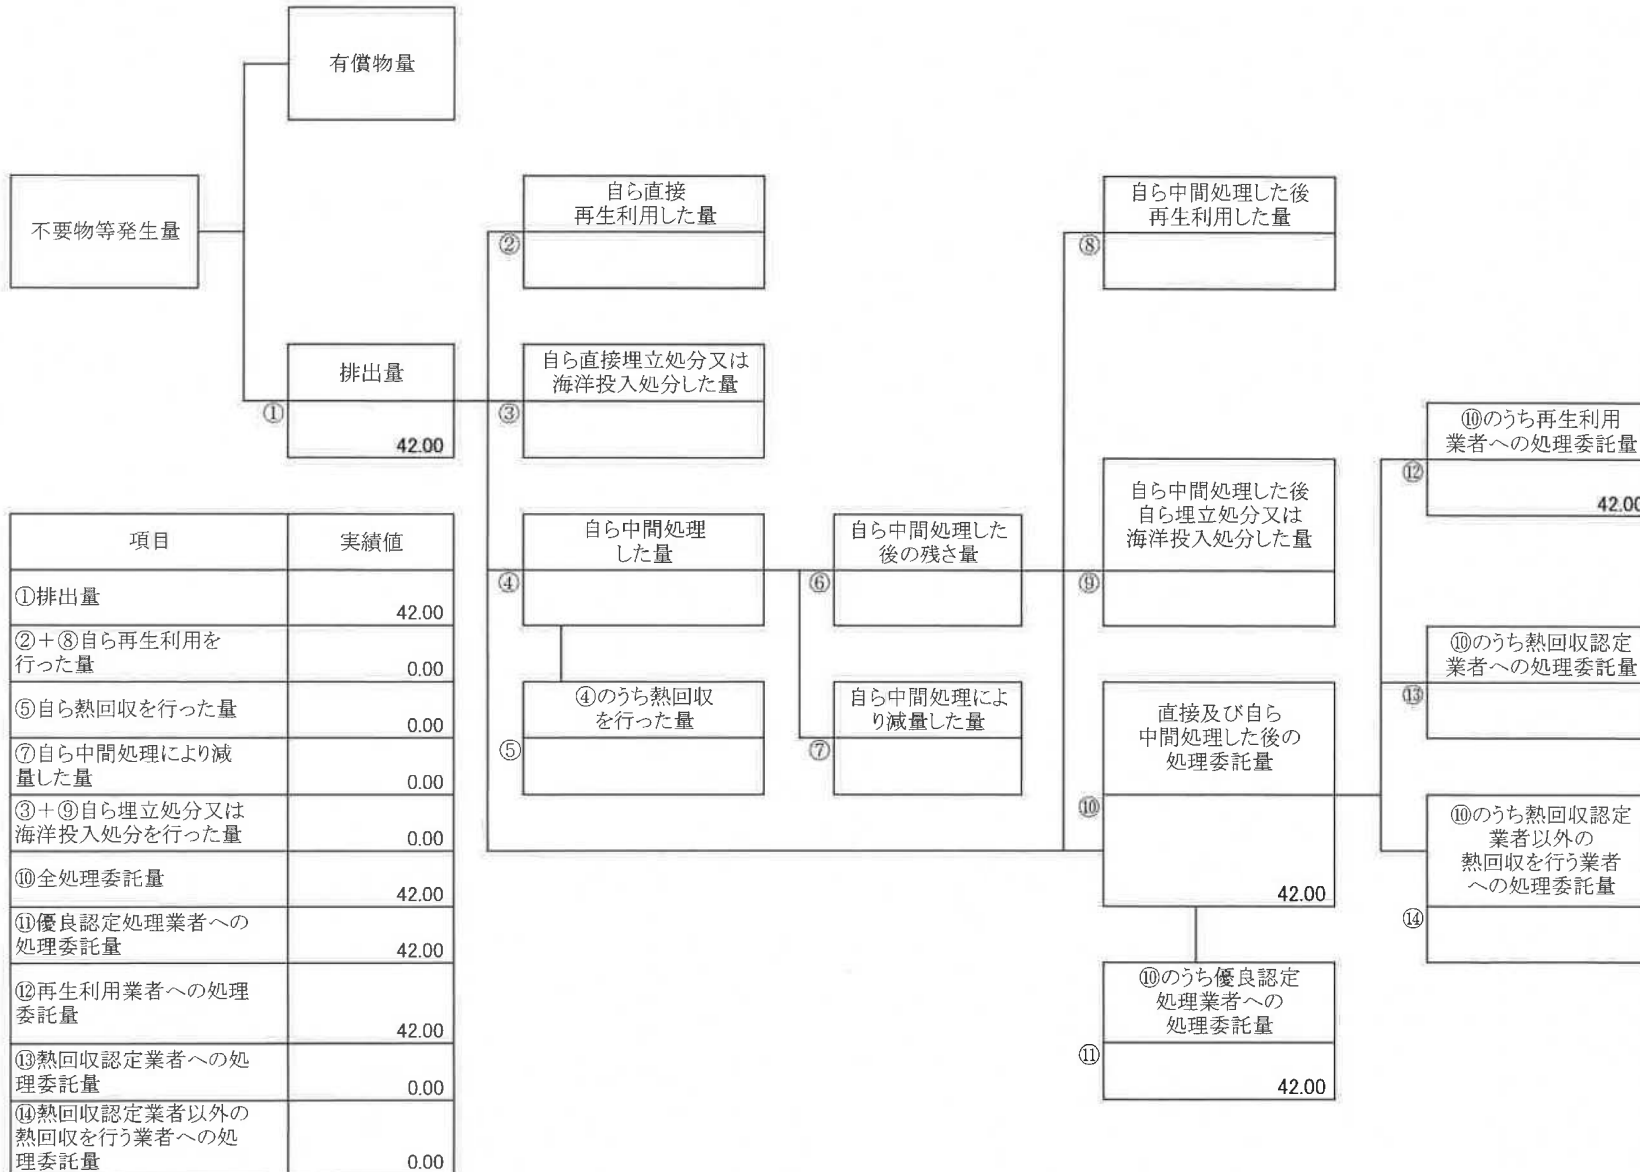 有償物量
不要物等発生量
排出量
①
42.00
自ら直接
再生利用した量
②
自ら直接埋立処分又は
海洋投入処分した量
③
自ら中間処理
した量
④
④のうち熱回収
を行った量
⑤
自ら中間処理した
後の残さ量
⑥
自ら中間処理によ
り減量した量
⑦
自ら中間処理した後
再生利用した量
⑧
自ら中間処理した後
自ら埋立処分又は
海洋投入処分した量
⑨
直接及び自ら
中間処理した後の
処理委託量
⑩
42.00
⑩のうち優良認定
処理業者への
処理委託量
⑪
42.00
⑩のうち再生利用
業者への処理委託量
⑫
42.00
⑩のうち熱回収認定
業者への処理委託量
⑬
⑩のうち熱回収認定
業者以外の
熱回収を行う業者
への処理委託量
⑭
項目 実績値
①排出量 42.00
②+⑧自ら再生利用を
行った量 0.00
⑤自ら熱回収を行った量 0.00
⑦自ら中間処理により減
量した量 0.00
③+⑨自ら埋立処分又は
海洋投入処分を行った量 0.00
⑩全処理委託量 42.00
⑪優良認定処理業者への
処理委託量 42.00
⑫再生利用業者への処理
委託量 42.00
⑬熱回収認定業者への処
理委託量 0.00
⑭熱回収認定業者以外の
熱回収を行う業者への処
理委託量 0.00